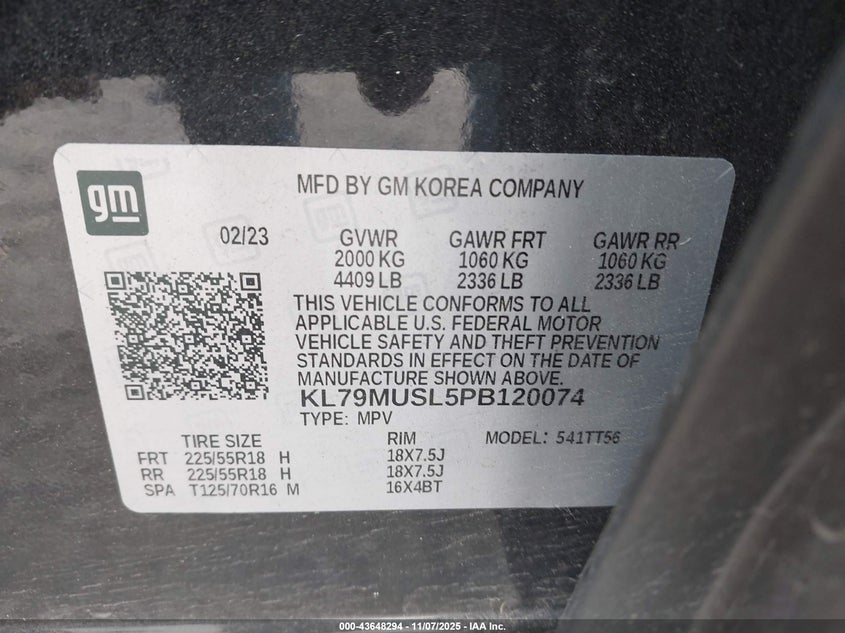 gm
MFD BY GM KOREA COMPANY
02/23 GVWR GAWR FRT GAWR RR
2000 KG 1060 KG 1060 KG
4409 LB 2336 LB 2336 LB
THIS VEHICLE CONFORMS TO ALL
APPLICABLE U.S. FEDERAL MOTOR
VEHICLE SAFETY AND THEFT PREVENTION
STANDARDS IN EFFECT ON THE DATE OF
MANUFACTURE SHOWN ABOVE.
KL79MUSL5PB120074
TYPE: MPV
TIRE SIZE RIM MODEL: 541TT56
FRT 225/55R18 H 18X7.5J
RR 225/55R18 H 18X7.5J
SPA T125/70R16 M 16X4BT
000-43648294 - 11/07/2025 - IAA Inc.